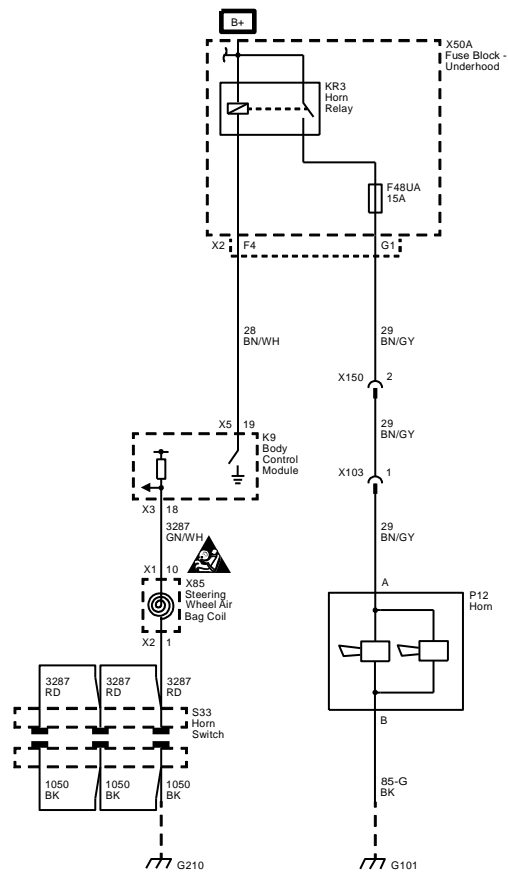 B+
X50A
Fuse Block -
Underhood
KR3
Horn
Relay
F48UA
15A
X2 F4 G1
28
BN/WH
29
BN/GY
X150 2
29
BN/GY
X5 19
K9
Body
Control
Module
X103 1
X3 18
3287
GN/WH
29
BN/GY
X1 10
X85
Steering
Wheel Air
Bag Coil
A
P12
Horn
X2 1
3287
RD
3287
RD
3287
RD
S33
Horn
Switch
B
1050
BK
1050
BK
1050
BK
85-G
BK
G210
G101